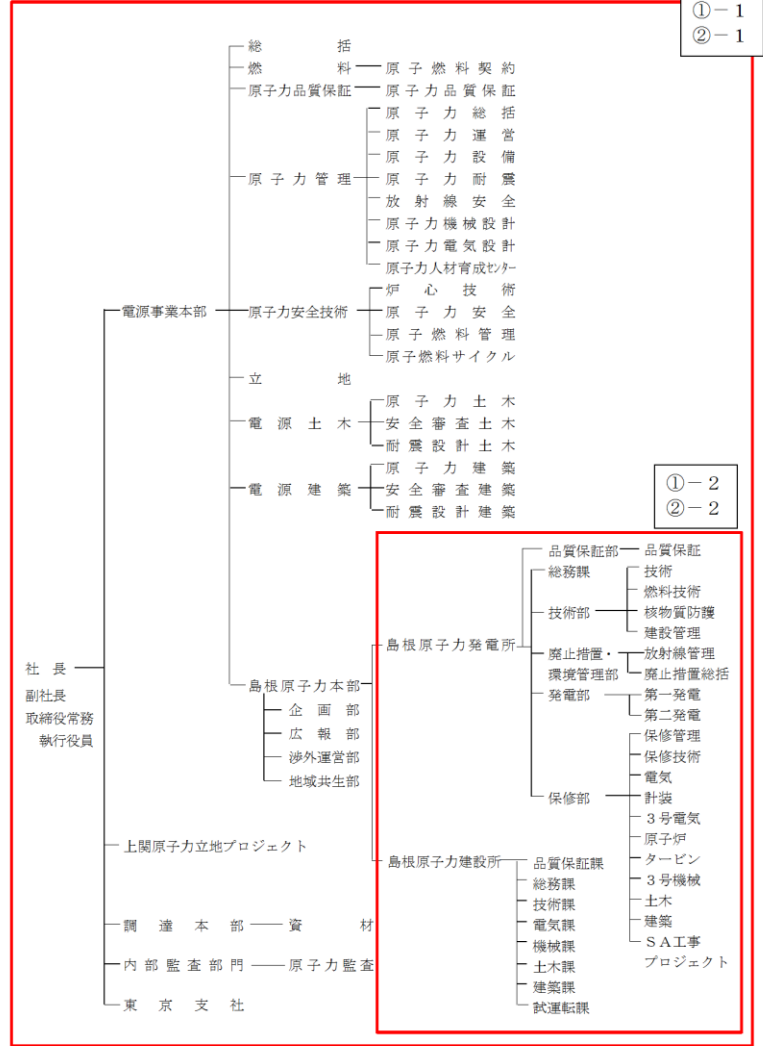 ①－1
②－1
総括
燃料
原子燃料契約
原子力品質保証
原子力品質保証
原子力管理
原子力総括
原子力運営
原子力設備
原子力耐震
放射線安全
原子力機械設計
原子力電気設計
原子力人材育成ｾﾝﾀｰ
電源事業本部
原子力安全技術
炉心技術
原子力安全
原子燃料管理
原子燃料サイクル
立地
電源土木
原子力土木
安全審査土木
耐震設計土木
電源建築
原子力建築
安全審査建築
耐震設計建築
①－2
②－2
社長
副社長
取締役常務
執行役員
島根原子力本部
企画部
広報部
渉外運営部
地域共生部
島根原子力発電所
品質保証部
品質保証
総務課
技術部
技術
燃料技術
核物質防護
建設管理
廃止措置・
環境管理部
放射線管理
廃止措置総括
発電部
第一発電
第二発電
保修部
保修管理
保修技術
電気
計装
３号電気
原子炉
タービン
３号機械
土木
建築
ＳＡ工事
プロジェクト
島根原子力建設所
品質保証課
総務課
技術課
電気課
機械課
土木課
建築課
試運転課
上関原子力立地プロジェクト
調達本部
資材
内部監査部門
原子力監査
東京支社